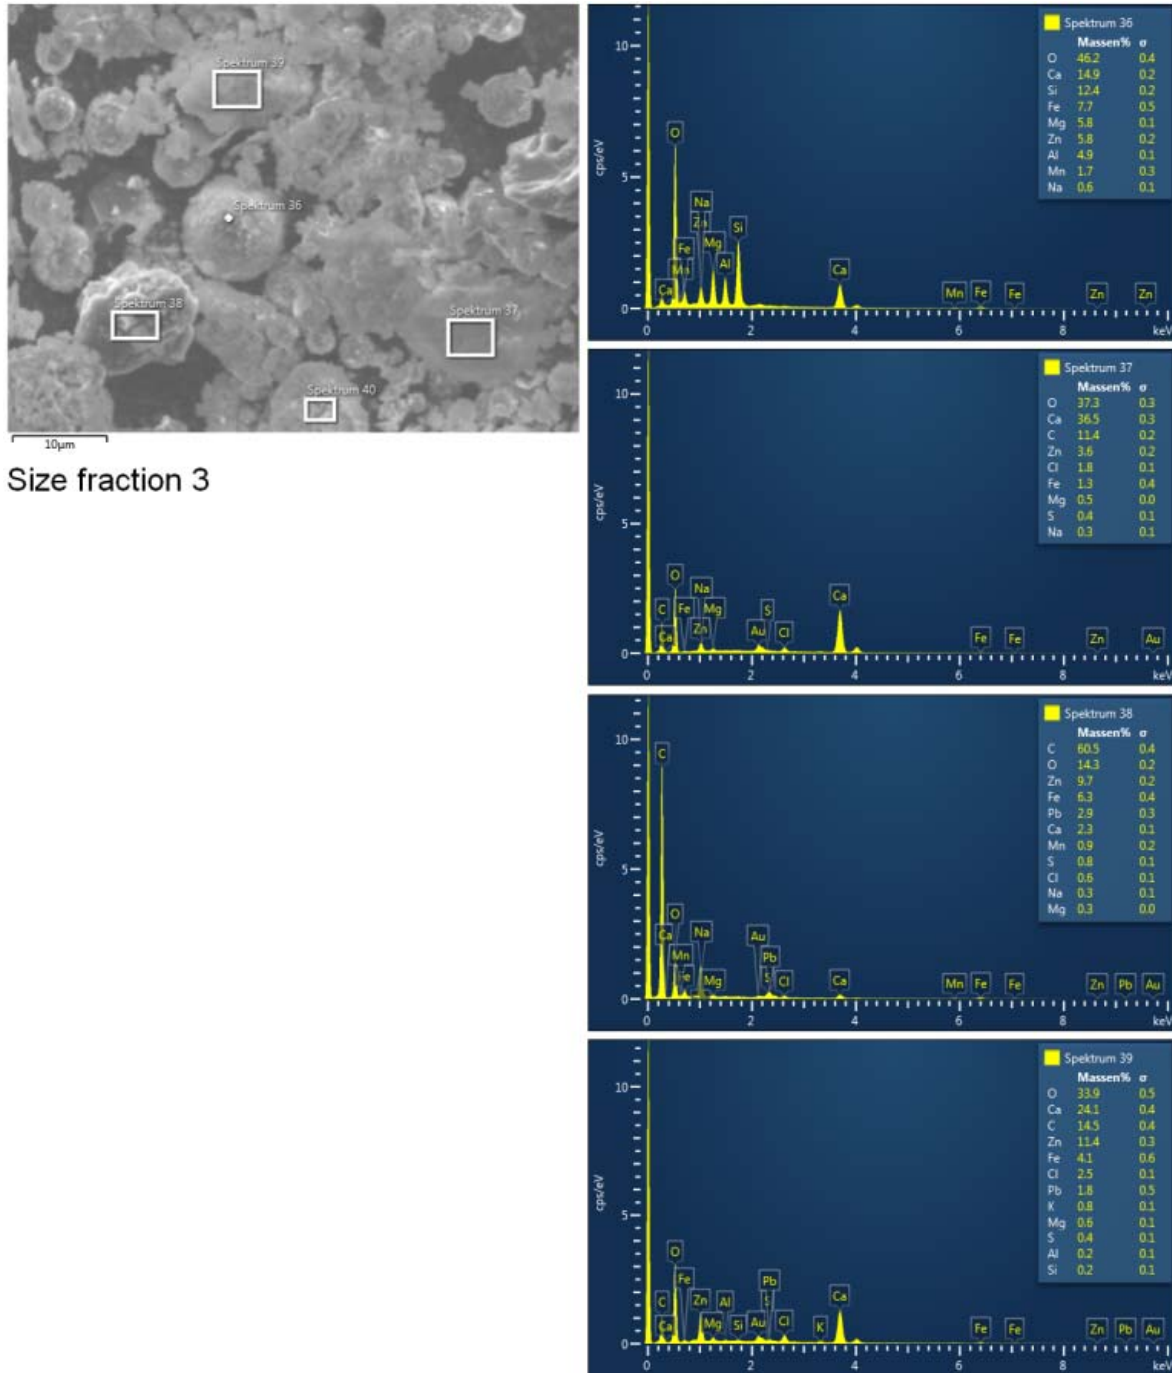 Spektrum 39
Spektrum 36
Spektrum 38
Spektrum 37
Spektrum 40
10µm
Size fraction 3
Spektrum 36
Massen% σ
O 46.2 0.4
Ca 14.9 0.2
Si 12.4 0.2
Fe 7.7 0.5
Mg 5.8 0.1
Zn 5.8 0.2
Al 4.9 0.1
Mn 1.7 0.3
Na 0.6 0.1
cps/eV
10
5
0
O
Na
Zn
Fe
Mg
Si
Mn
Al
Ca
Ca
Mn
Fe
Fe
Zn
Zn
0 2 4 6 8 keV
Spektrum 37
Massen% σ
O 37.3 0.3
Ca 36.5 0.3
C 11.4 0.2
Zn 3.6 0.2
Cl 1.8 0.1
Fe 1.3 0.4
Mg 0.5 0.0
S 0.4 0.1
Na 0.3 0.1
cps/eV
10
5
0
O
Na
C
Fe
Mg
S
Ca
Ca
Zn
Au
Cl
Fe
Fe
Zn
Au
0 2 4 6 8 keV
Spektrum 38
Massen% σ
C 60.5 0.4
O 14.3 0.2
Zn 9.7 0.2
Fe 6.3 0.4
Pb 2.9 0.3
Ca 2.3 0.1
Mn 0.9 0.2
S 0.8 0.1
Cl 0.6 0.1
Na 0.3 0.1
Mg 0.3 0.0
cps/eV
10
5
0
C
O
Ca
Na
Au
Mn
Pb
Fe
Mg
S
Cl
Ca
Mn
Fe
Fe
Zn
Pb
Au
0 2 4 6 8 keV
Spektrum 39
Massen% σ
O 33.9 0.5
Ca 24.1 0.4
C 14.5 0.4
Zn 11.4 0.3
Fe 4.1 0.6
Cl 2.5 0.1
Pb 1.8 0.5
K 0.8 0.1
Mg 0.6 0.1
S 0.4 0.1
Al 0.2 0.1
Si 0.2 0.1
cps/eV
10
5
0
O
Fe
Pb
C
Zn
Al
S
Ca
Ca
Mg
Si
Au
Cl
K
Fe
Fe
Zn
Pb
Au
0 2 4 6 8 keV